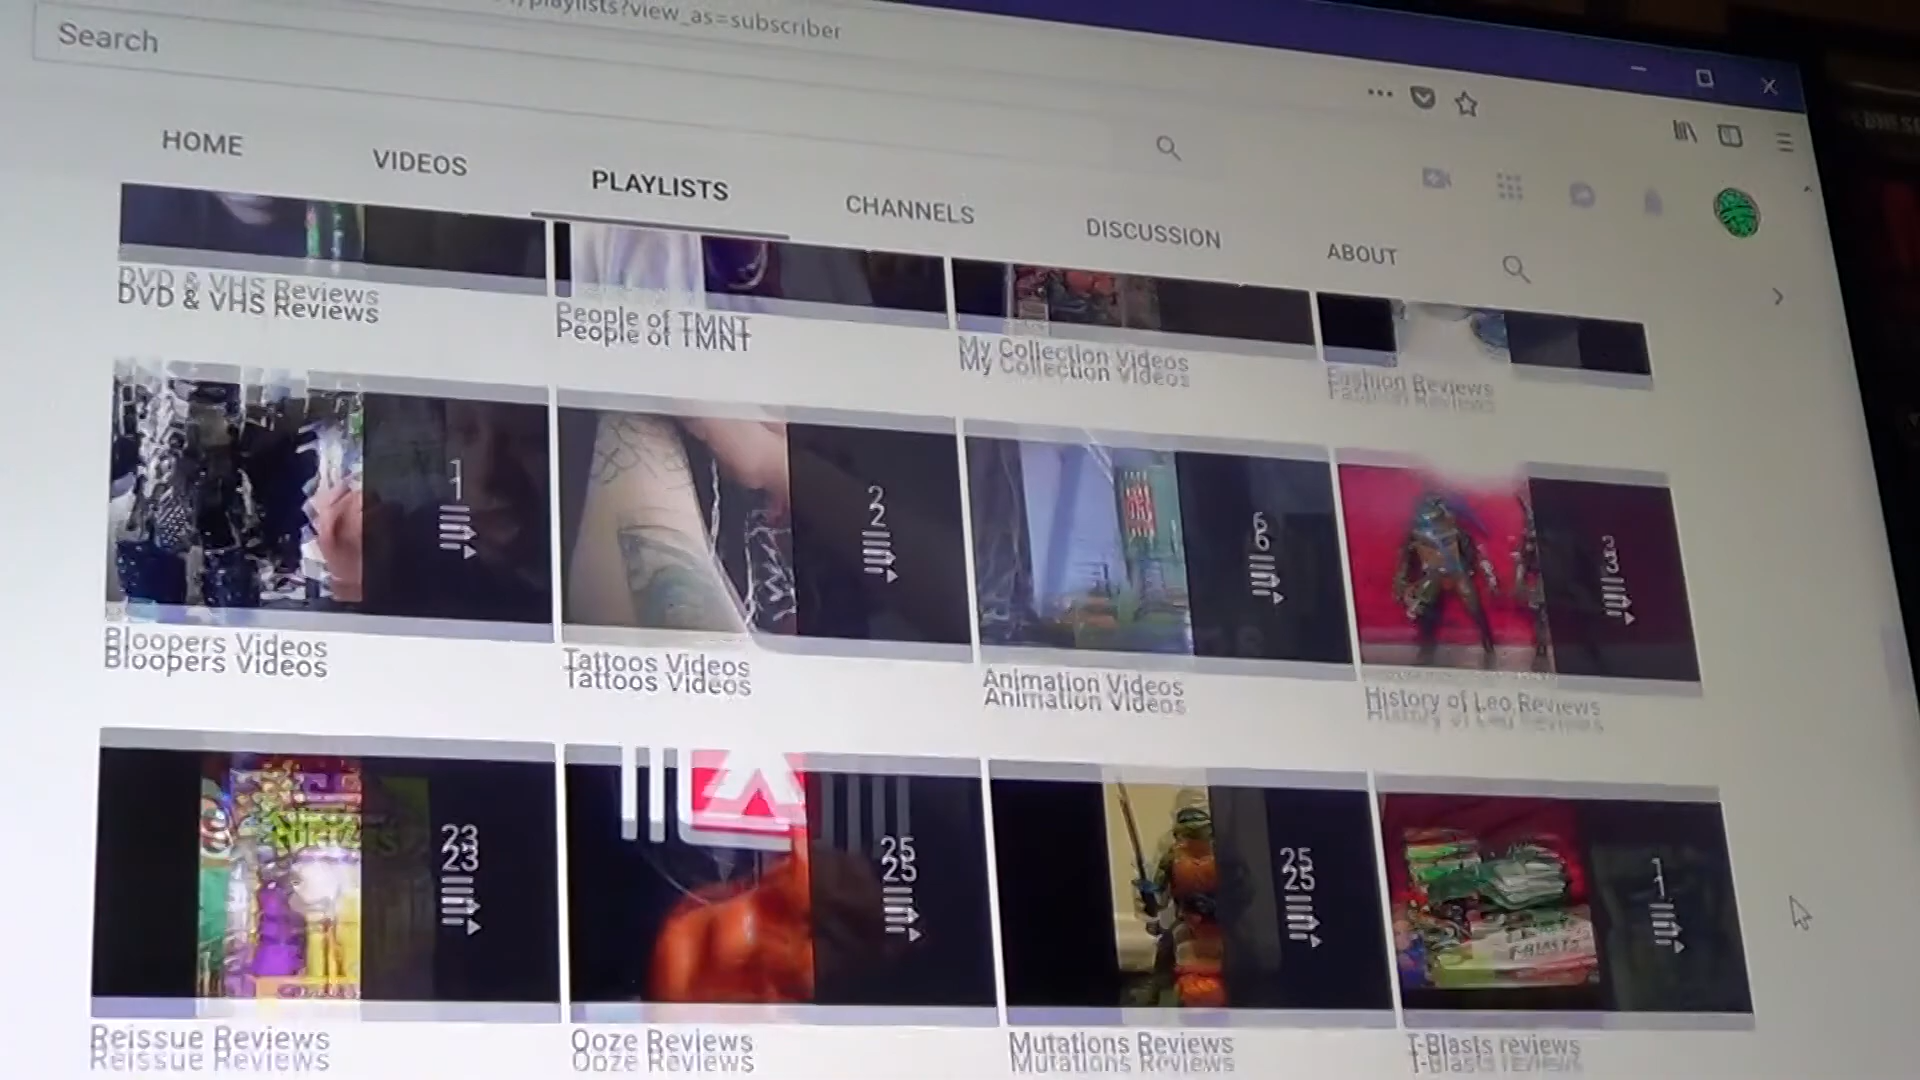 /playlists?view_as=subscriber
Search
HOME
VIDEOS
PLAYLISTS
CHANNELS
DISCUSSION
ABOUT
DVD & VHS Reviews
People of TMNT
My Collection Videos
Fashion Reviews
1
2
6
3
Bloopers Videos
Tattoos Videos
Animation Videos
History of Leo Reviews
23
25
25
1
T-BLASTS
Reissue Reviews
Ooze Reviews
Mutations Reviews
T-Blasts reviews